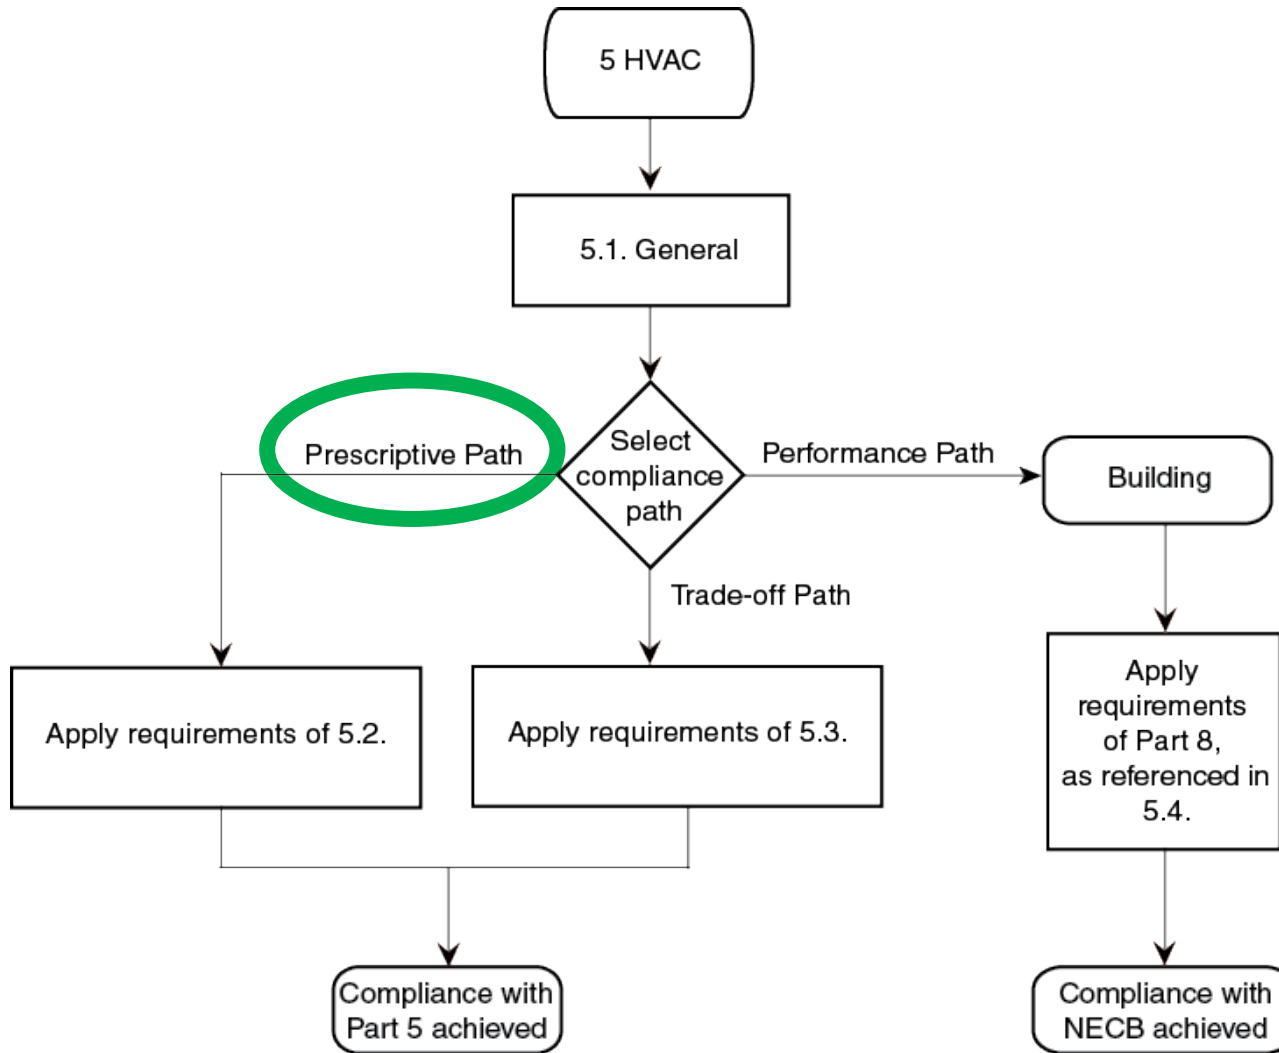 5 HVAC
5.1. General
Select
compliance
path
Prescriptive Path
Performance Path
Building
Trade-off Path
Apply requirements of 5.2.
Apply requirements of 5.3.
Apply
requirements
of Part 8,
as referenced in
5.4.
Compliance with
Part 5 achieved
Compliance with
NECB achieved